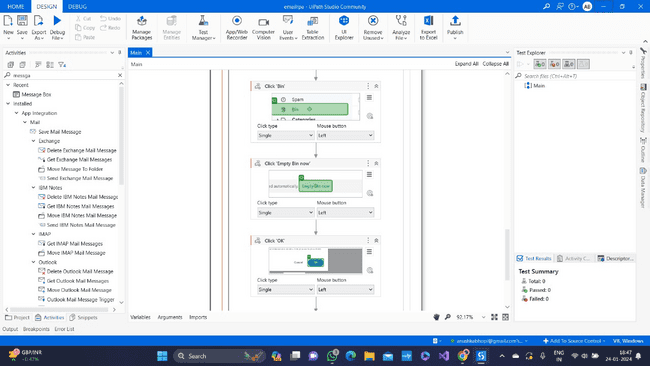 emailrpa - UiPath Studio Community
HOME DESIGN DEBUG
New Save Export As Debug File
Cut Undo
Copy Redo
Paste
Manage Packages
Manage Entities
Test Manager
App/Web Recorder
Computer Vision
User Events
Table Extraction
UI Explorer
Remove Unused
Analyze File
Export to Excel
Publish
Activities
Main
Test Explorer
Main
Expand All Collapse All
Recent
Message Box
Installed
App Integration
Mail
Save Mail Message
Exchange
Delete Exchange Mail Message
Get Exchange Mail Messages
Move Message To Folder
Send Exchange Mail Message
IBM Notes
Delete IBM Notes Mail Message
Get IBM Notes Mail Messages
Move IBM Notes Mail Message
Send IBM Notes Mail Message
IMAP
Get IMAP Mail Messages
Move IMAP Mail Message
Outlook
Delete Outlook Mail Message
Get Outlook Mail Messages
Move Outlook Mail Message
Outlook Mail Message Trigger
Click 'Bin'
Spam
Bin
Categories
Click type Mouse button
Single Left
Click 'Empty Bin now'
Empty Bin now
Click type Mouse button
Single Left
Click 'OK'
Click type Mouse button
Single Left
Search (box) (Ctrl+Alt+T)
Main
Properties
Object Repository
Outline
Data Manager
Test Results Activity C... Descriptor...
Test Summary
Total: 0
Passed: 0
Failed: 0
Project Activities Snippets
Variables Arguments Imports
92.17%
Output Breakpoints Error List
Add To Source Control VB, Windows
GBP/INR
+0.47%
Search
ENG
IN
18:47
24-01-2024